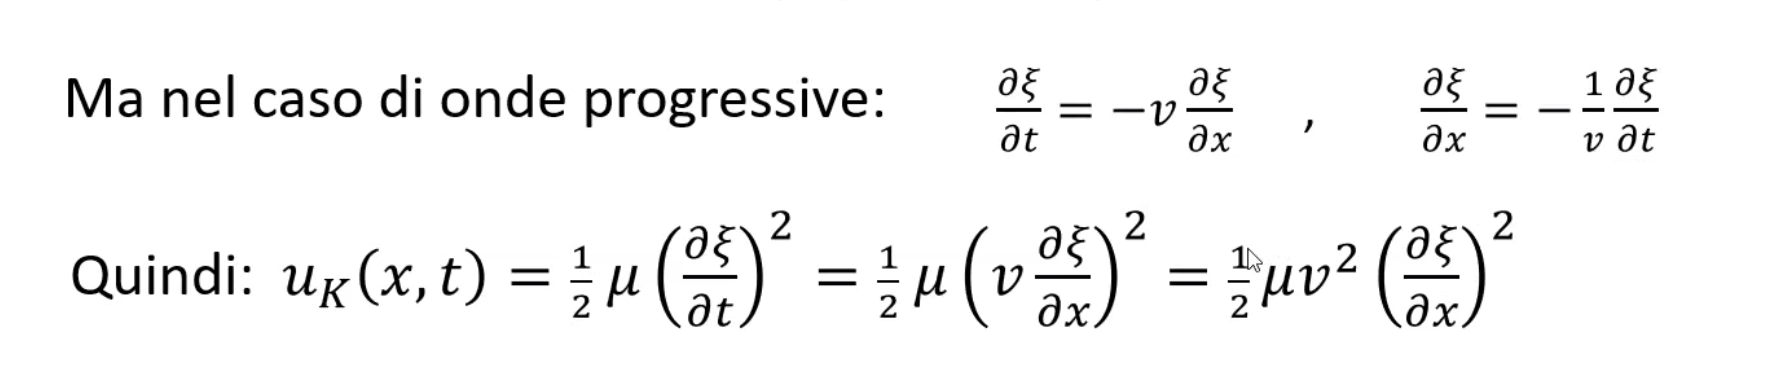 Ma nel caso di onde progressive: ∂ξ/∂t = −v ∂ξ/∂x , ∂ξ/∂x = −(1/v) ∂ξ/∂t
Quindi: u_K(x, t) = ½ μ (∂ξ/∂t)² = ½ μ (v ∂ξ/∂x)² = ½ μv² (∂ξ/∂x)²